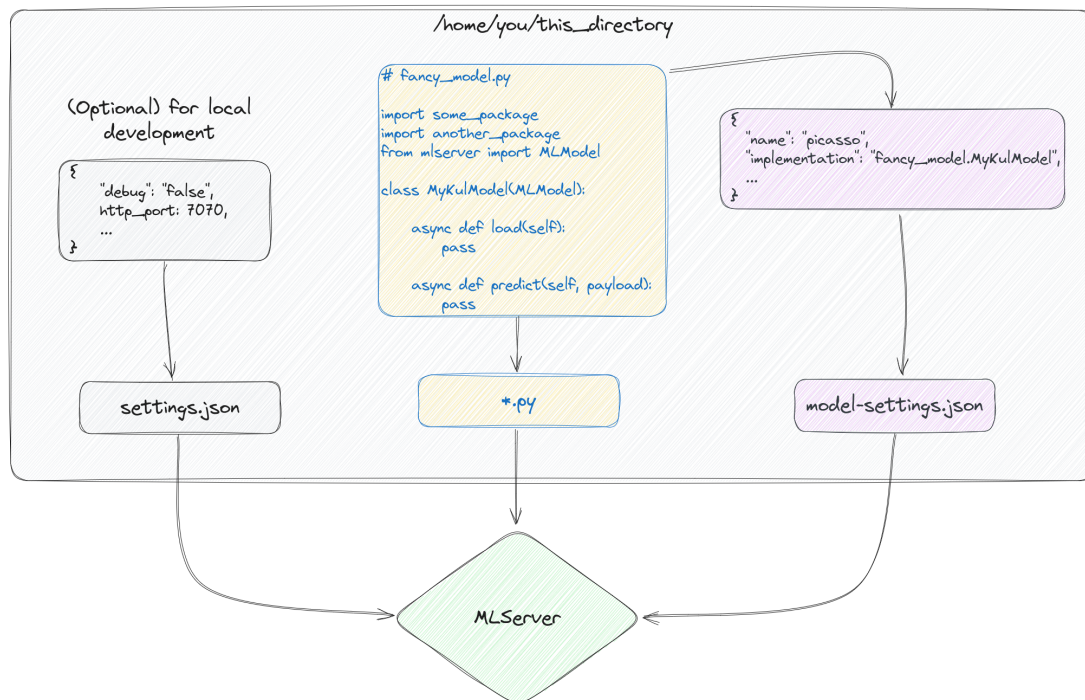 /home/you/this_directory
(Optional) for local
development
{
"debug": "false",
http_port: 7070,
...
}
settings.json
# fancy_model.py
import some_package
import another_package
from mlserver import MLModel
class MyKulModel(MLModel):
async def load(self):
pass
async def predict(self, payload):
pass
*.py
{
"name": "picasso",
"implementation": "fancy_model.MyKulModel",
...
}
model-settings.json
MLServer